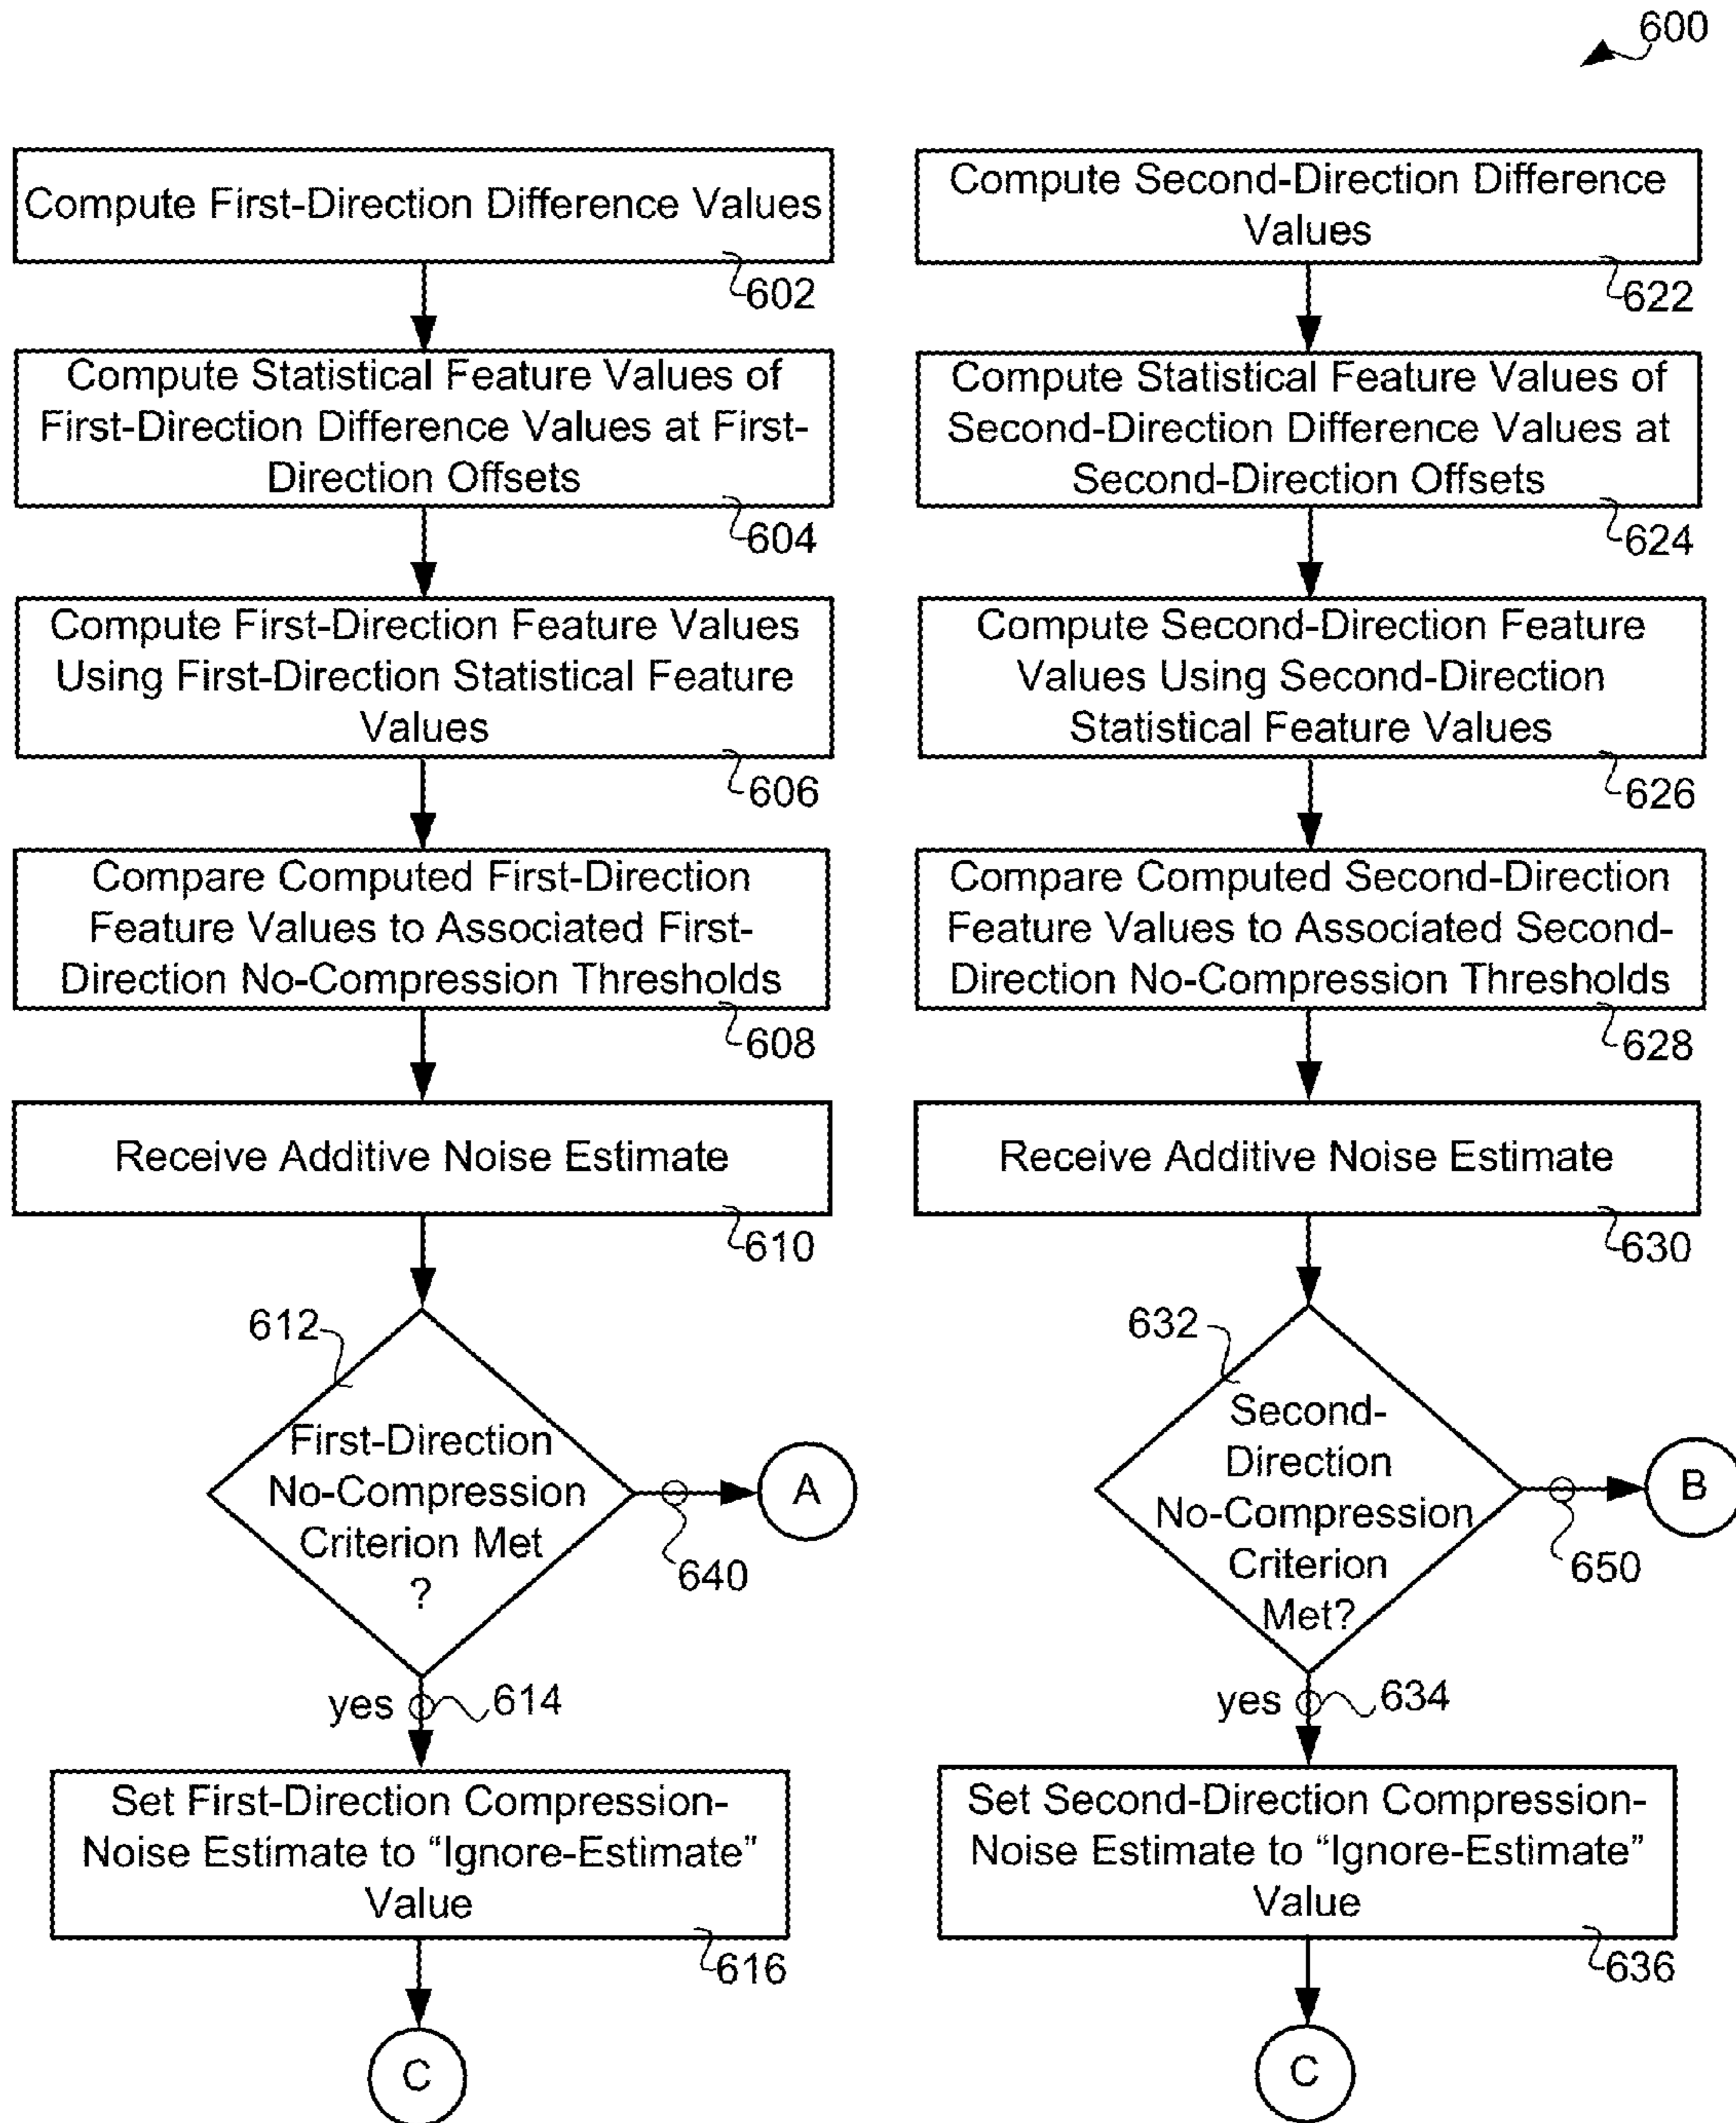 600
Compute First-Direction Difference Values
602
Compute Statistical Feature Values of
First-Direction Difference Values at First-
Direction Offsets
604
Compute First-Direction Feature Values
Using First-Direction Statistical Feature
Values
606
Compare Computed First-Direction
Feature Values to Associated First-
Direction No-Compression Thresholds
608
Receive Additive Noise Estimate
610
612
First-Direction
No-Compression
Criterion Met
?
640
A
yes
614
Set First-Direction Compression-
Noise Estimate to “Ignore-Estimate”
Value
616
C
Compute Second-Direction Difference
Values
622
Compute Statistical Feature Values of
Second-Direction Difference Values at
Second-Direction Offsets
624
Compute Second-Direction Feature
Values Using Second-Direction
Statistical Feature Values
626
Compare Computed Second-Direction
Feature Values to Associated Second-
Direction No-Compression Thresholds
628
Receive Additive Noise Estimate
630
632
Second-
Direction
No-Compression
Criterion
Met?
650
B
yes
634
Set Second-Direction Compression-
Noise Estimate to “Ignore-Estimate”
Value
636
C